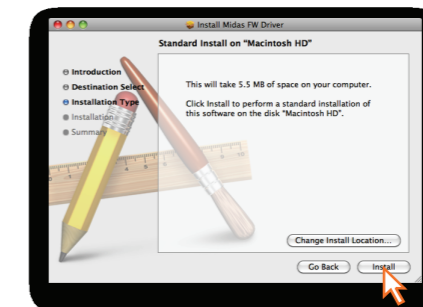 Install Midas FW Driver
Standard Install on "Macintosh HD"
Introduction
Destination Select
Installation Type
Installation
Summary
This will take 5.5 MB of space on your computer.
Click Install to perform a standard installation of
this software on the disk "Macintosh HD".
Change Install Location...
Go Back
Install